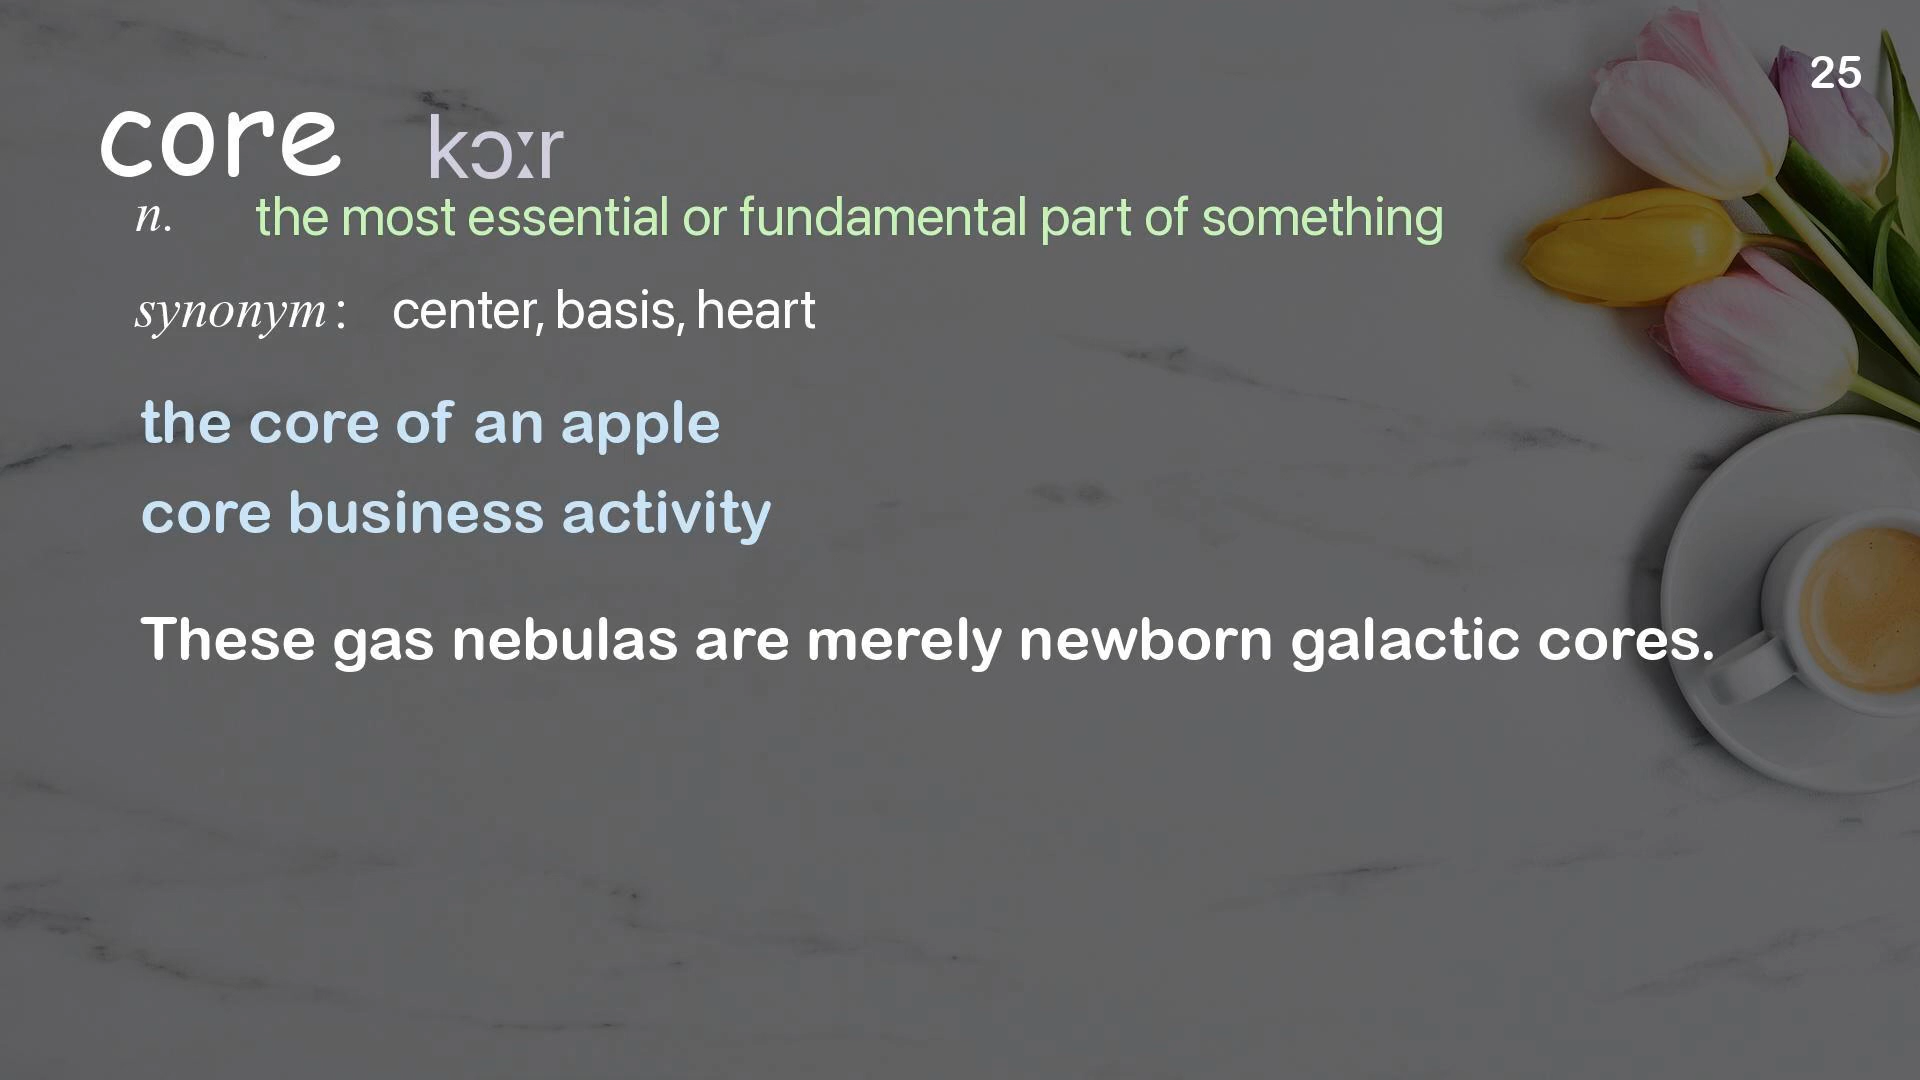 25
core kɔːr
n. the most essential or fundamental part of something
synonym : center, basis, heart
the core of an apple
core business activity
These gas nebulas are merely newborn galactic cores.